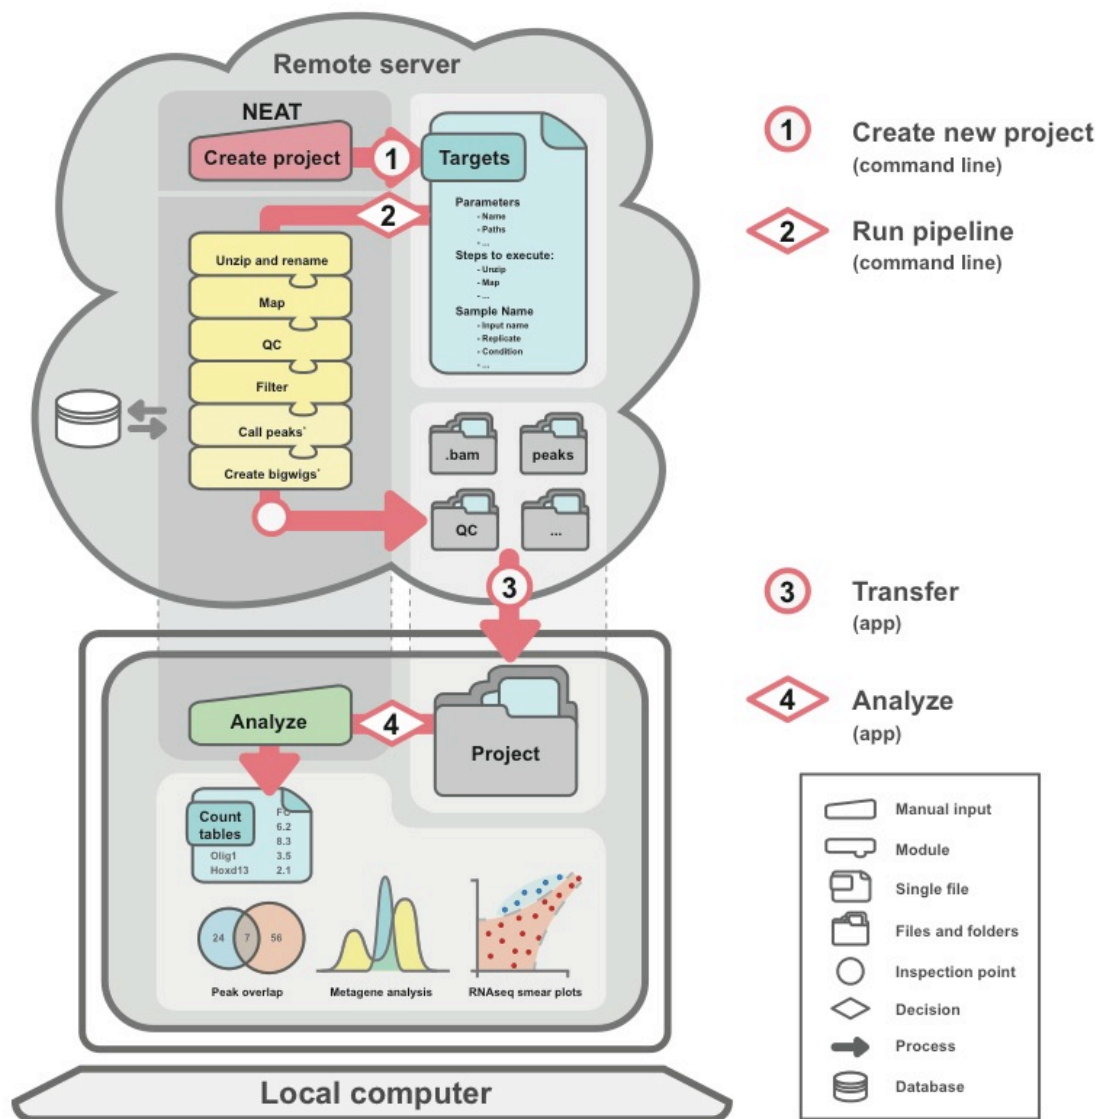 Remote server
NEAT
Create project
1
Targets
2
Parameters
- Name
- Paths
- ...
Steps to execute:
- Unzip
- Map
- ...
Sample Name
- Input name
- Replicate
- Condition
- ...
Unzip and rename
Map
QC
Filter
Call peaks*
Create bigwigs*
.bam
peaks
QC
...
3
Analyze
4
Project
Count
tables
FC
6.2
8.3
Olig1 3.5
Hoxd13 2.1
24 7 56
Peak overlap
Metagene analysis
RNAseq smear plots
Local computer
1 Create new project
(command line)
2 Run pipeline
(command line)
3 Transfer
(app)
4 Analyze
(app)
Manual input
Module
Single file
Files and folders
Inspection point
Decision
Process
Database